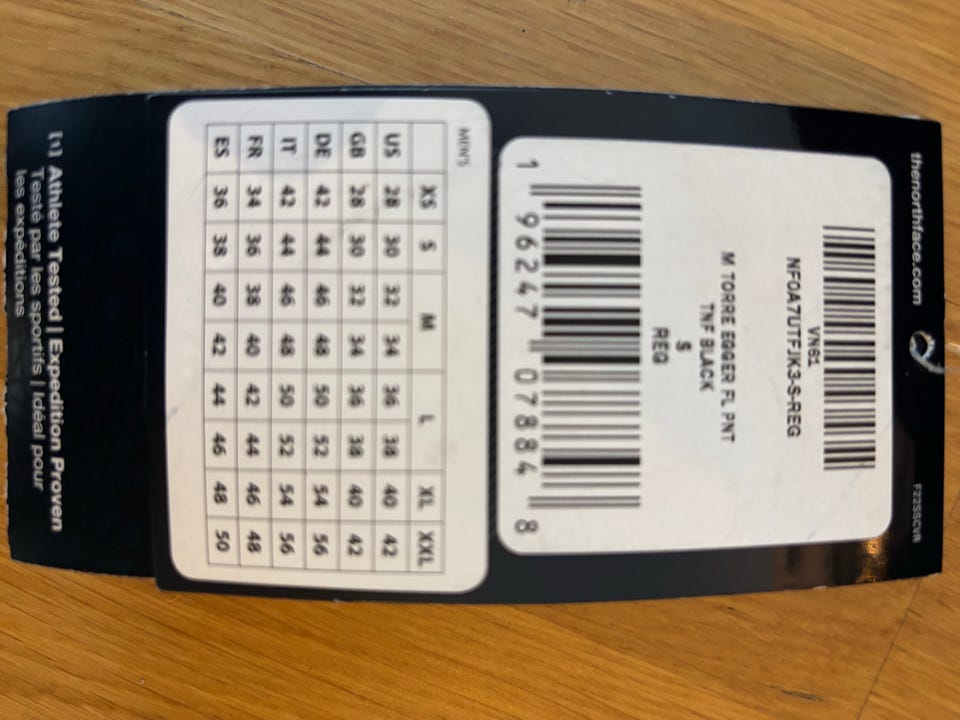 thenorthface.com
F22SSCVR
VN61
NF0A7UTFJK3-S-REG
M TORRE EGGER FL PNT
TNF BLACK
S
REG
1 96247 07884 8
MEN'S
XS S M L XL XXL
US 28 30 32 34 36 38 40 42
GB 28 30 32 34 36 38 40 42
DE 42 44 46 48 50 52 54 56
IT 42 44 46 48 50 52 54 56
FR 34 36 38 40 42 44 46 48
ES 36 38 40 42 44 46 48 50
[1] Athlete Tested | Expedition Proven
Testé par les sportifs | Idéal pour
les expéditions